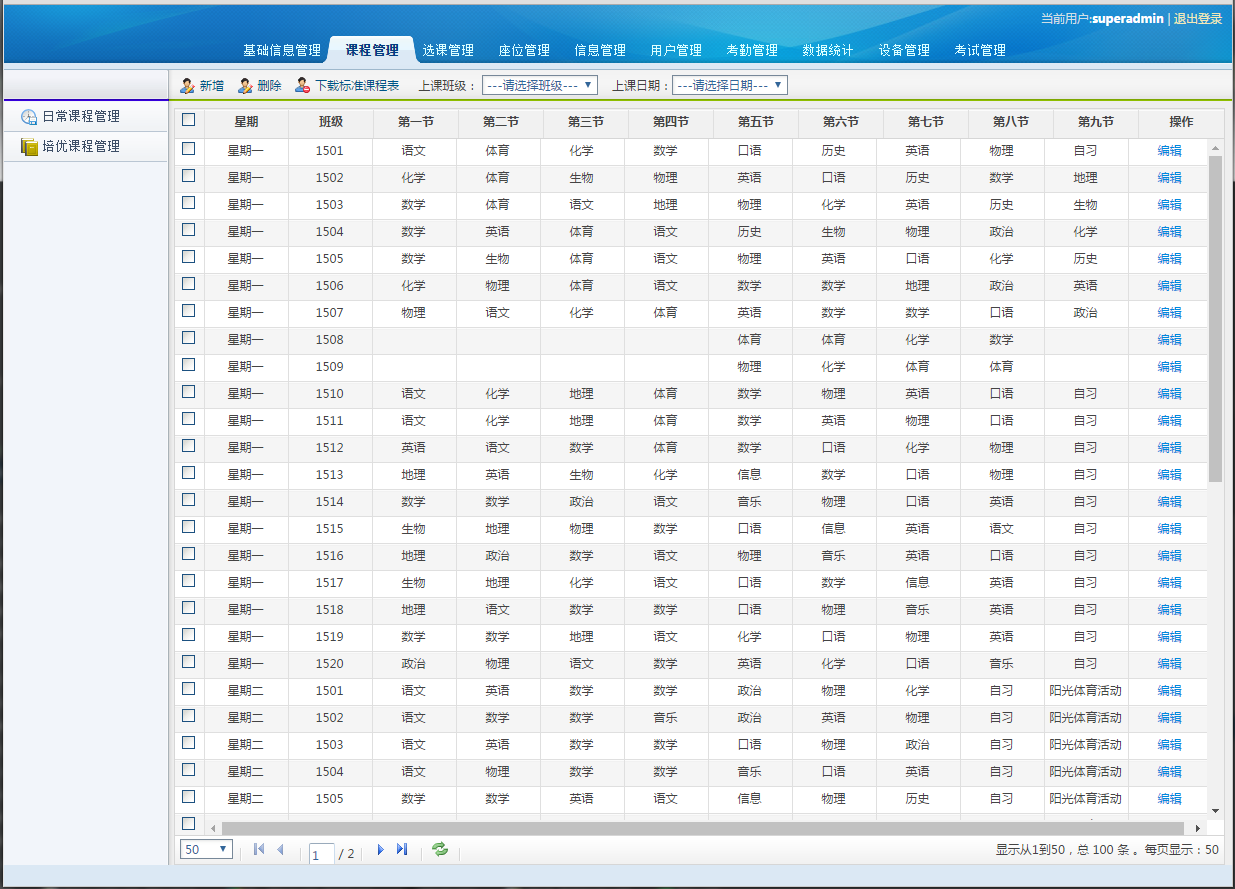 当前用户:superadmin | 退出登录
基础信息管理 课程管理 选课管理 座位管理 信息管理 用户管理 考勤管理 数据统计 设备管理 考试管理
新增 删除 下载标准课程表 上课班级： ---请选择班级--- 上课日期： ---请选择日期---
日常课程管理
培优课程管理
星期 班级 第一节 第二节 第三节 第四节 第五节 第六节 第七节 第八节 第九节 操作
星期一 1501 语文 体育 化学 数学 口语 历史 英语 物理 自习 编辑
星期一 1502 化学 体育 生物 物理 英语 口语 历史 数学 地理 编辑
星期一 1503 数学 体育 语文 地理 物理 化学 英语 历史 生物 编辑
星期一 1504 数学 英语 体育 语文 历史 生物 物理 政治 化学 编辑
星期一 1505 数学 生物 体育 语文 物理 英语 口语 化学 历史 编辑
星期一 1506 化学 物理 体育 语文 数学 数学 地理 政治 英语 编辑
星期一 1507 物理 语文 化学 体育 英语 数学 数学 口语 政治 编辑
星期一 1508 体育 体育 化学 数学 编辑
星期一 1509 物理 化学 体育 体育 编辑
星期一 1510 语文 化学 地理 体育 数学 物理 英语 口语 自习 编辑
星期一 1511 语文 化学 地理 体育 数学 英语 物理 口语 自习 编辑
星期一 1512 英语 语文 数学 体育 数学 口语 化学 物理 自习 编辑
星期一 1513 地理 英语 生物 化学 信息 数学 口语 物理 自习 编辑
星期一 1514 数学 数学 政治 语文 音乐 物理 口语 英语 自习 编辑
星期一 1515 生物 地理 物理 数学 口语 信息 英语 语文 自习 编辑
星期一 1516 地理 政治 数学 语文 物理 音乐 英语 口语 自习 编辑
星期一 1517 生物 地理 化学 语文 口语 数学 信息 英语 自习 编辑
星期一 1518 地理 语文 数学 数学 口语 物理 音乐 英语 自习 编辑
星期一 1519 数学 数学 地理 语文 化学 口语 物理 英语 自习 编辑
星期一 1520 政治 物理 语文 数学 英语 化学 口语 音乐 自习 编辑
星期二 1501 语文 英语 数学 数学 政治 物理 化学 自习 阳光体育活动 编辑
星期二 1502 语文 数学 数学 音乐 政治 英语 物理 自习 阳光体育活动 编辑
星期二 1503 语文 英语 数学 数学 口语 物理 政治 自习 阳光体育活动 编辑
星期二 1504 语文 物理 数学 数学 音乐 口语 英语 自习 阳光体育活动 编辑
星期二 1505 数学 数学 英语 语文 信息 物理 历史 自习 阳光体育活动 编辑
50 1 / 2 显示从1到50，总 100 条 。每页显示：50